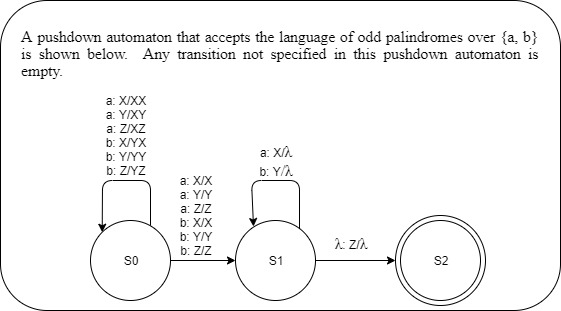 A pushdown automaton that accepts the language of odd palindromes over {a, b}
is shown below. Any transition not specified in this pushdown automaton is
empty.
a: X/XX
a: Y/XY
a: Z/XZ
b: X/YX
b: Y/YY
b: Z/YZ
a: X/X
a: Y/Y
a: Z/Z
b: X/X
b: Y/Y
b: Z/Z
a: X/λ
b: Y/λ
λ: Z/λ
S0
S1
S2